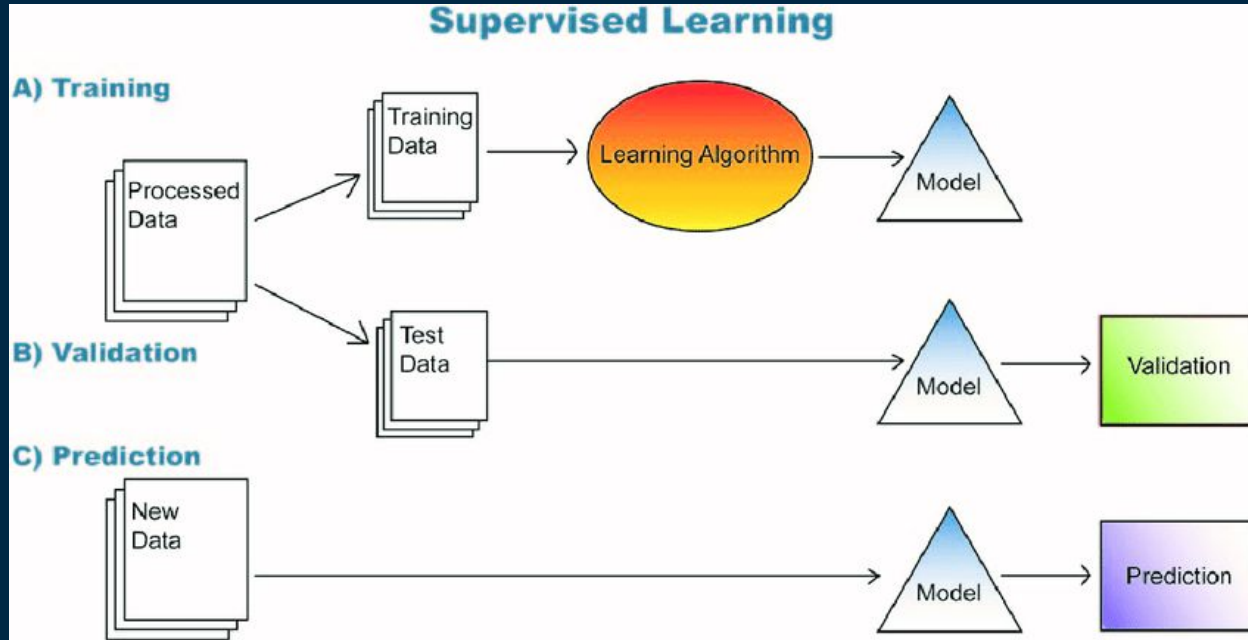 Supervised Learning
A) Training
Processed
Data
Training
Data
Learning Algorithm
Model
B) Validation
Test
Data
Model
Validation
C) Prediction
New
Data
Model
Prediction